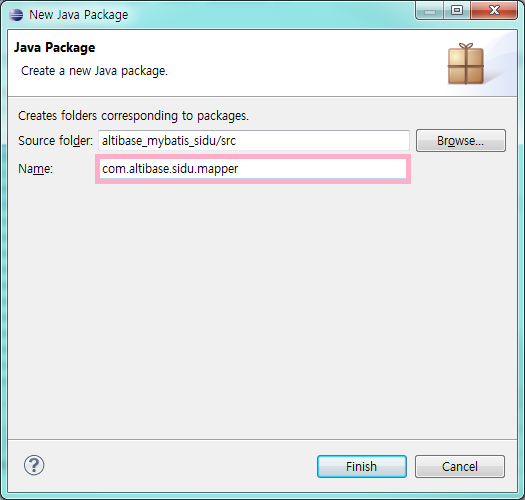 New Java Package
Java Package
Create a new Java package.
Creates folders corresponding to packages.
Source folder: altibase_mybatis_sidu/src Browse...
Name: com.altibase.sidu.mapper
? Finish Cancel